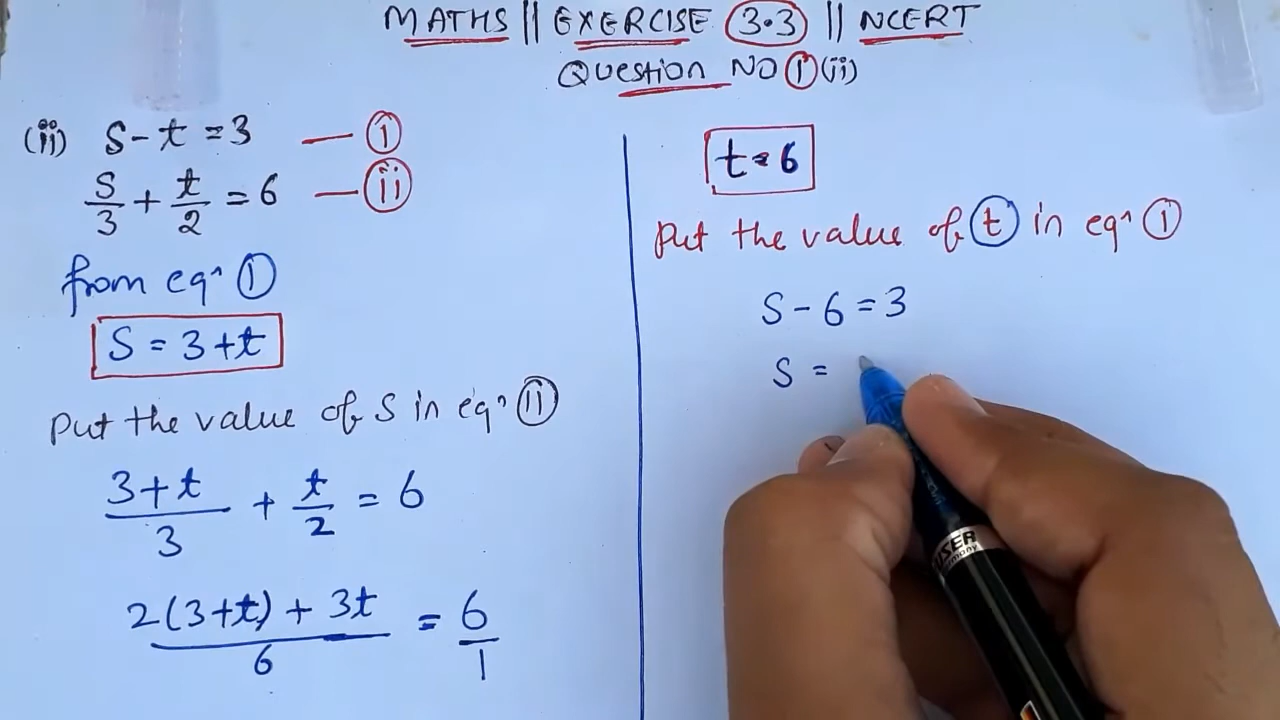 MATHS || EXERCISE 3.3 || NCERT
QUESTION NO 1 (ii)
(ii) S - t = 3 — i
S/3 + t/2 = 6 — ii
from eqn 1
S = 3 + t
Put the value of S in eqn ii
3+t/3 + t/2 = 6
2(3+t) + 3t/6 = 6/1
t = 6
Put the value of t in eqn 1
S - 6 = 3
S =